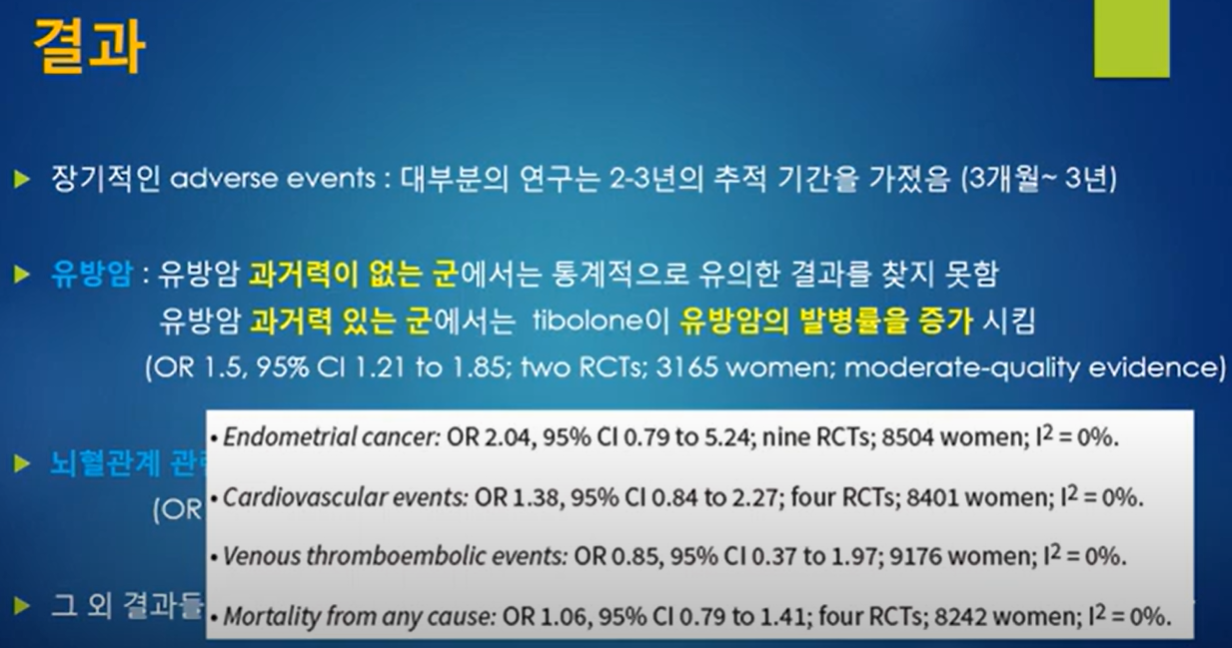 결과
장기적인 adverse events : 대부분의 연구는 2-3년의 추적 기간을 가졌음 (3개월~ 3년)
유방암 : 유방암 과거력이 없는 군에서는 통계적으로 유의한 결과를 찾지 못함
유방암 과거력 있는 군에서는 tibolone이 유방암의 발병률을 증가 시킴
(OR 1.5, 95% CI 1.21 to 1.85; two RCTs; 3165 women; moderate-quality evidence)
뇌혈관계
(OR
그 외 결과들
• Endometrial cancer: OR 2.04, 95% CI 0.79 to 5.24; nine RCTs; 8504 women; I² = 0%.
• Cardiovascular events: OR 1.38, 95% CI 0.84 to 2.27; four RCTs; 8401 women; I² = 0%.
• Venous thromboembolic events: OR 0.85, 95% CI 0.37 to 1.97; 9176 women; I² = 0%.
• Mortality from any cause: OR 1.06, 95% CI 0.79 to 1.41; four RCTs; 8242 women; I² = 0%.